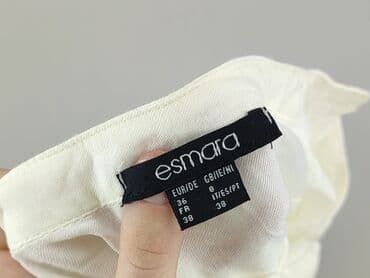 esmara
EUR/DE GB/IE/NI
36 8
FR IT/ES/PT
38 38